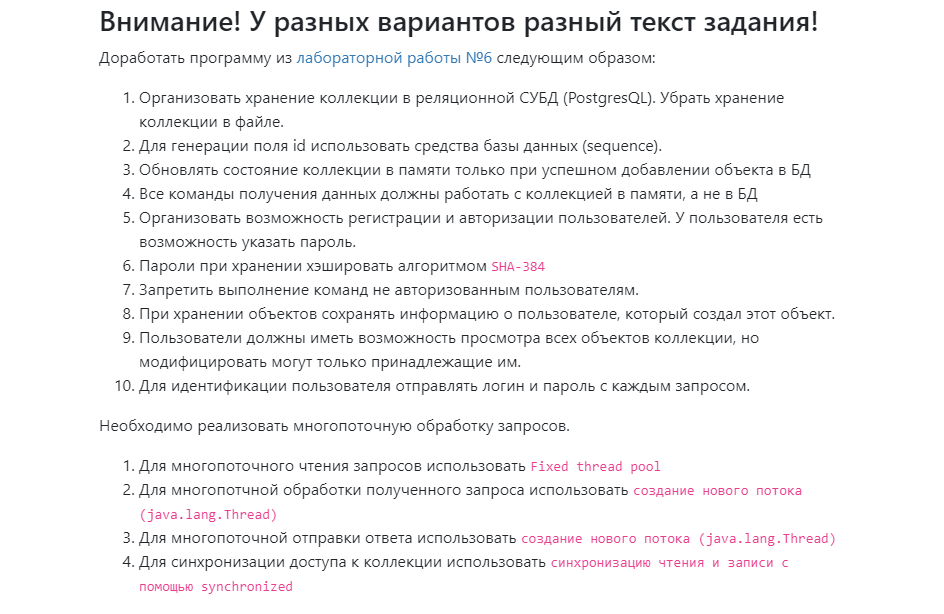 Внимание! У разных вариантов разный текст задания!
Доработать программу из лабораторной работы №6 следующим образом:
1. Организовать хранение коллекции в реляционной СУБД (PostgresQL). Убрать хранение
коллекции в файле.
2. Для генерации поля id использовать средства базы данных (sequence).
3. Обновлять состояние коллекции в памяти только при успешном добавлении объекта в БД
4. Все команды получения данных должны работать с коллекцией в памяти, а не в БД
5. Организовать возможность регистрации и авторизации пользователей. У пользователя есть
возможность указать пароль.
6. Пароли при хранении хэшировать алгоритмом SHA-384
7. Запретить выполнение команд не авторизованным пользователям.
8. При хранении объектов сохранять информацию о пользователе, который создал этот объект.
9. Пользователи должны иметь возможность просмотра всех объектов коллекции, но
модифицировать могут только принадлежащие им.
10. Для идентификации пользователя отправлять логин и пароль с каждым запросом.
Необходимо реализовать многопоточную обработку запросов.
1. Для многопоточного чтения запросов использовать Fixed thread pool
2. Для многопотчной обработки полученного запроса использовать создание нового потока
(java.lang.Thread)
3. Для многопоточной отправки ответа использовать создание нового потока (java.lang.Thread)
4. Для синхронизации доступа к коллекции использовать синхронизацию чтения и записи с
помощью synchronized